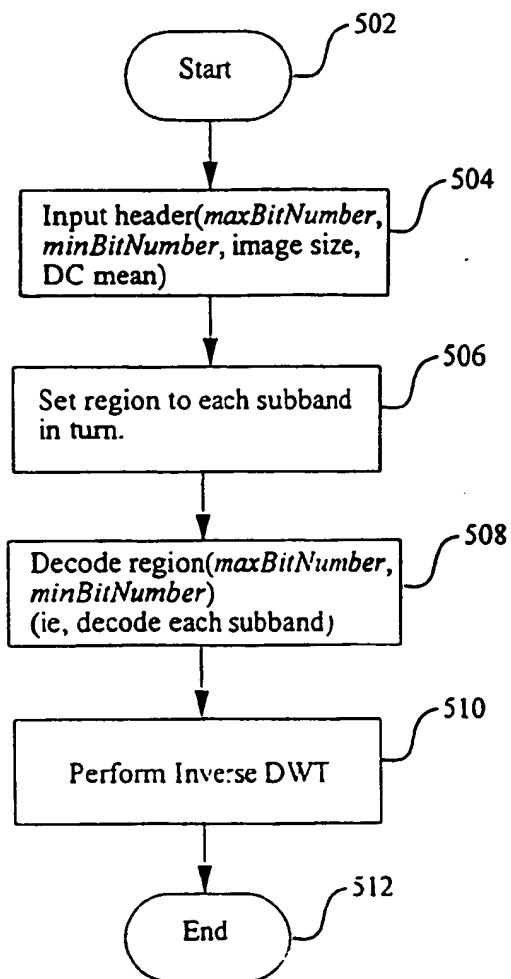 502
Start
504
Input header(maxBitNumber,
minBitNumber, image size,
DC mean)
506
Set region to each subband
in turn.
508
Decode region(maxBitNumber,
minBitNumber)
(ie, decode each subband)
510
Perform Inverse DWT
512
End